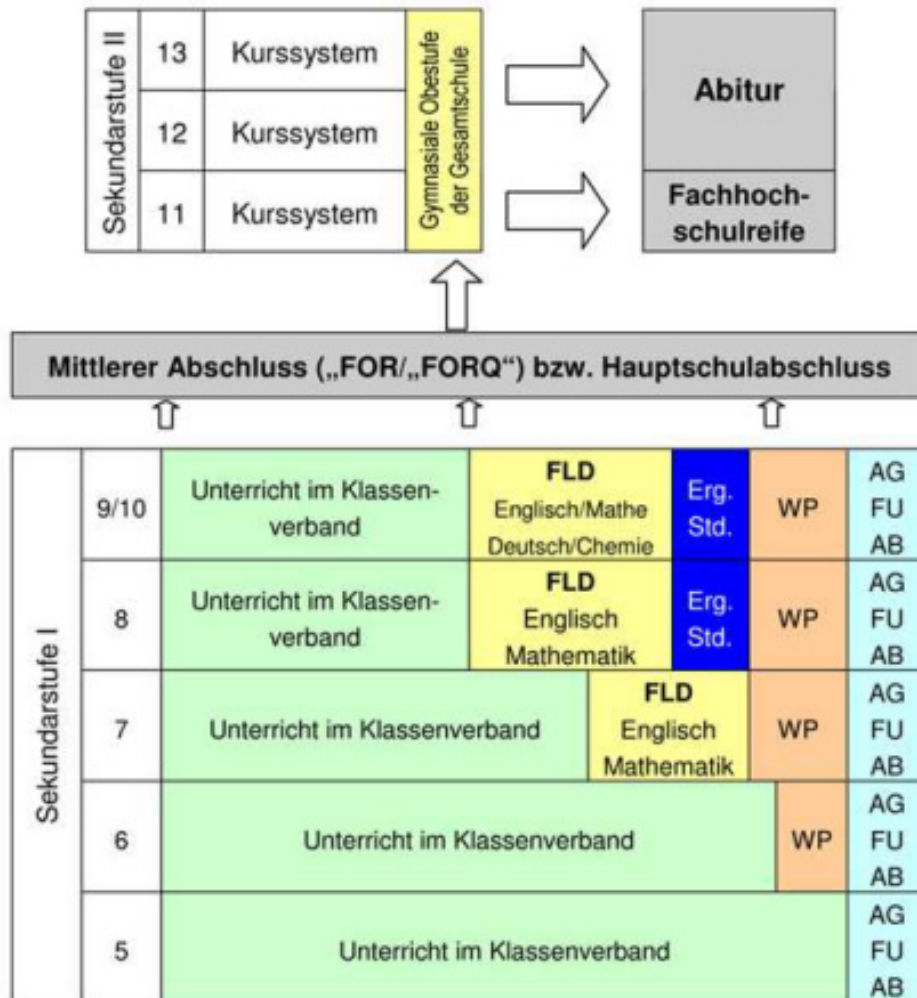 Sekundarstufe II
13
Kurssystem
12
Kurssystem
11
Kurssystem
Gymnasiale Obestufe
der Gesamtschule
Abitur
Fachhoch-
schulreife
Mittlerer Abschluss („FOR/„FORQ“) bzw. Hauptschulabschluss
Sekundarstufe I
9/10
Unterricht im Klassen-
verband
FLD
Englisch/Mathe
Deutsch/Chemie
Erg.
Std.
WP
AG
FU
AB
8
Unterricht im Klassen-
verband
FLD
Englisch
Mathematik
Erg.
Std.
WP
AG
FU
AB
7
Unterricht im Klassenverband
FLD
Englisch
Mathematik
WP
AG
FU
AB
6
Unterricht im Klassenverband
WP
AG
FU
AB
5
Unterricht im Klassenverband
AG
FU
AB